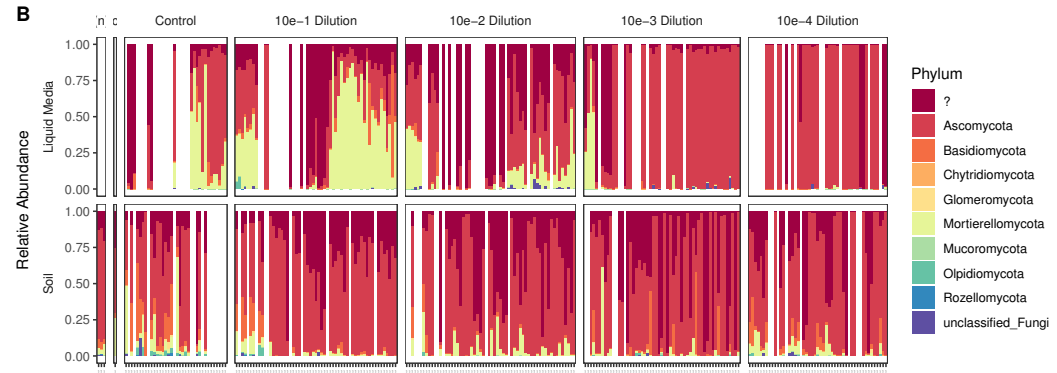 B
Control
10e−1 Dilution
10e−2 Dilution
10e−3 Dilution
10e−4 Dilution
Relative Abundance
Liquid Media
1.00
0.75
0.50
0.25
0.00
Soil
1.00
0.75
0.50
0.25
0.00
Phylum
?
Ascomycota
Basidiomycota
Chytridiomycota
Glomeromycota
Mortierellomycota
Mucoromycota
Olpidiomycota
Rozellomycota
unclassified_Fungi